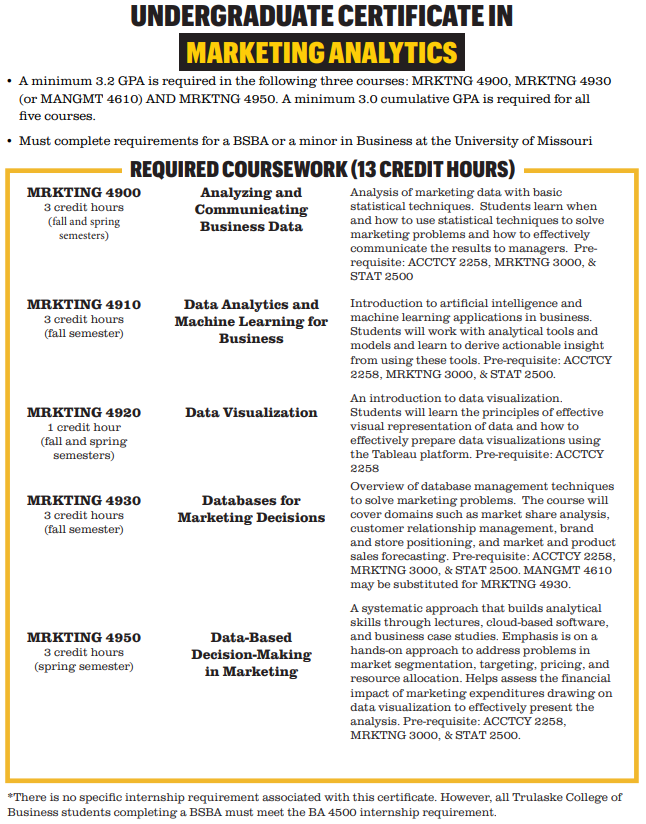 UNDERGRADUATE CERTIFICATE IN
MARKETING ANALYTICS
• A minimum 3.2 GPA is required in the following three courses: MRKTNG 4900, MRKTNG 4930
(or MANGMT 4610) AND MRKTNG 4950. A minimum 3.0 cumulative GPA is required for all
five courses.
• Must complete requirements for a BSBA or a minor in Business at the University of Missouri
REQUIRED COURSEWORK (13 CREDIT HOURS)
MRKTING 4900
3 credit hours
(fall and spring
semesters)
Analyzing and
Communicating
Business Data
Analysis of marketing data with basic
statistical techniques. Students learn when
and how to use statistical techniques to solve
marketing problems and how to effectively
communicate the results to managers. Pre-
requisite: ACCTCY 2258, MRKTNG 3000, &
STAT 2500
MRKTING 4910
3 credit hours
(fall semester)
Data Analytics and
Machine Learning for
Business
Introduction to artificial intelligence and
machine learning applications in business.
Students will work with analytical tools and
models and learn to derive actionable insight
from using these tools. Pre-requisite: ACCTCY
2258, MRKTNG 3000, & STAT 2500.
MRKTING 4920
1 credit hour
(fall and spring
semesters)
Data Visualization
An introduction to data visualization.
Students will learn the principles of effective
visual representation of data and how to
effectively prepare data visualizations using
the Tableau platform. Pre-requisite: ACCTCY
2258
MRKTING 4930
3 credit hours
(fall semester)
Databases for
Marketing Decisions
Overview of database management techniques
to solve marketing problems. The course will
cover domains such as market share analysis,
customer relationship management, brand
and store positioning, and market and product
sales forecasting. Pre-requisite: ACCTCY 2258,
MRKTNG 3000, & STAT 2500. MANGMT 4610
may be substituted for MRKTNG 4930.
MRKTING 4950
3 credit hours
(spring semester)
Data-Based
Decision-Making
in Marketing
A systematic approach that builds analytical
skills through lectures, cloud-based software,
and business case studies. Emphasis is on a
hands-on approach to address problems in
market segmentation, targeting, pricing, and
resource allocation. Helps assess the financial
impact of marketing expenditures drawing on
data visualization to effectively present the
analysis. Pre-requisite: ACCTCY 2258,
MRKTNG 3000, & STAT 2500.
*There is no specific internship requirement associated with this certificate. However, all Trulaske College of
Business students completing a BSBA must meet the BA 4500 internship requirement.